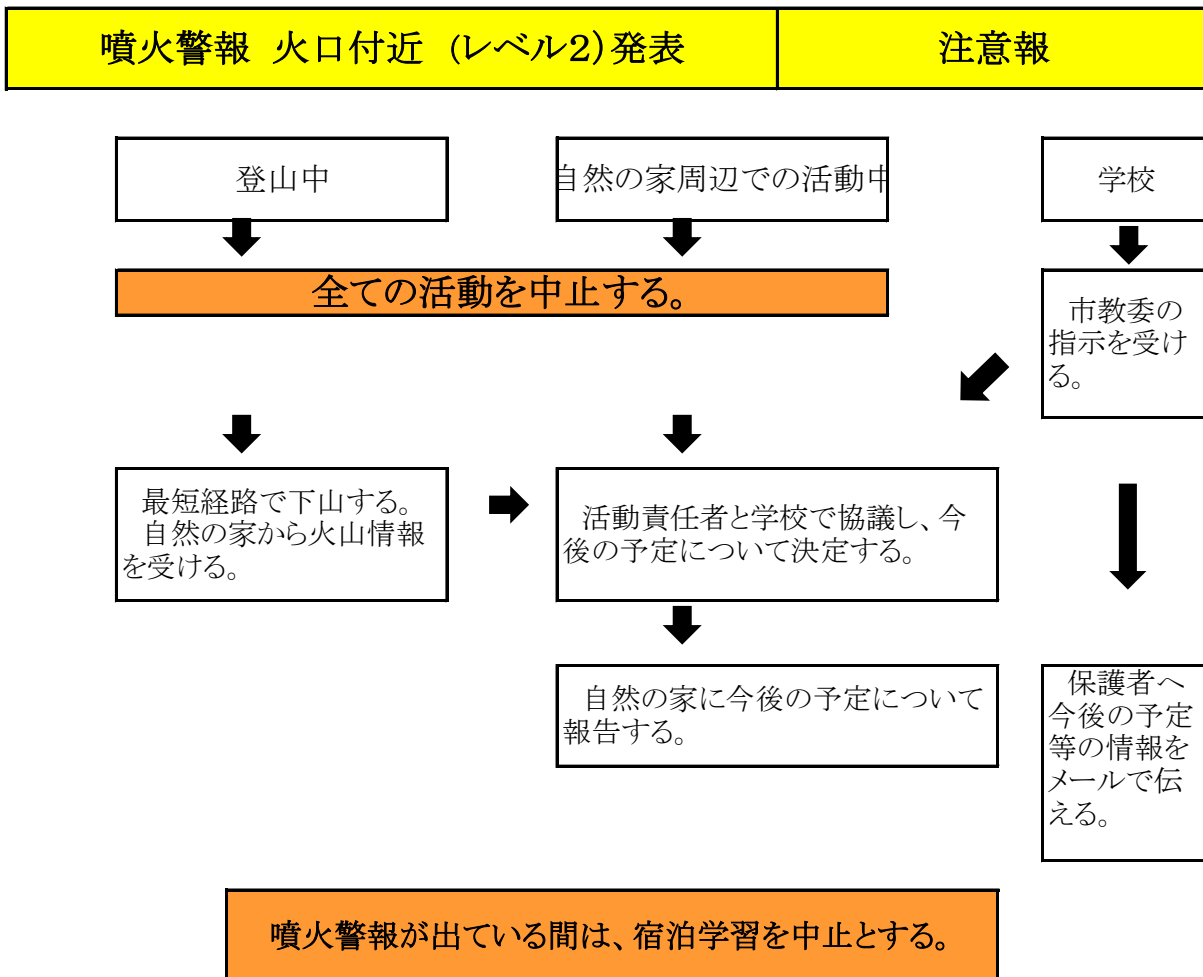 噴火警報 火口付近 (レベル2)発表
注意報
登山中
自然の家周辺での活動中
学校
全ての活動を中止する。
市教委の
指示を受け
る。
最短経路で下山する。
自然の家から火山情報
を受ける。
活動責任者と学校で協議し、今
後の予定について決定する。
自然の家に今後の予定について
報告する。
保護者へ
今後の予定
等の情報を
メールで伝
える。
噴火警報が出ている間は、宿泊学習を中止とする。